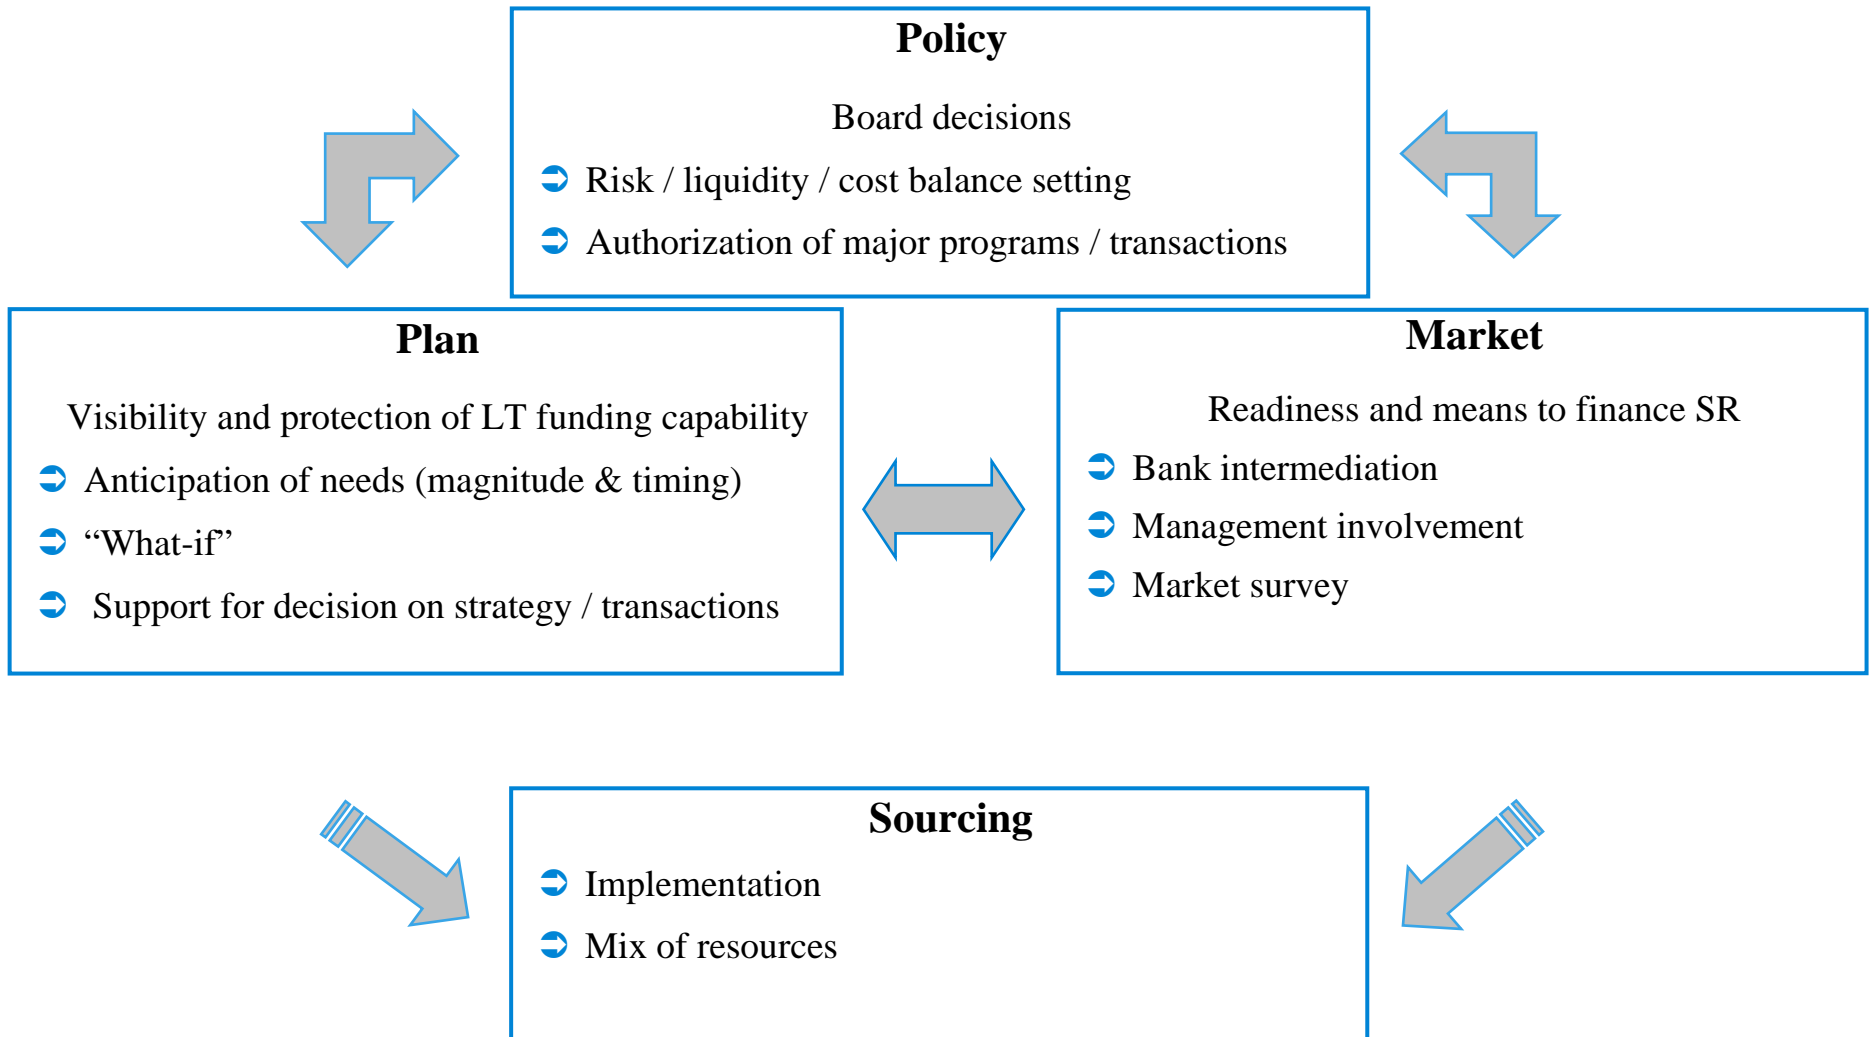 Policy
Board decisions
Risk / liquidity / cost balance setting
Authorization of major programs / transactions
Plan
Visibility and protection of LT funding capability
Anticipation of needs (magnitude & timing)
“What-if”
Support for decision on strategy / transactions
Market
Readiness and means to finance SR
Bank intermediation
Management involvement
Market survey
Sourcing
Implementation
Mix of resources